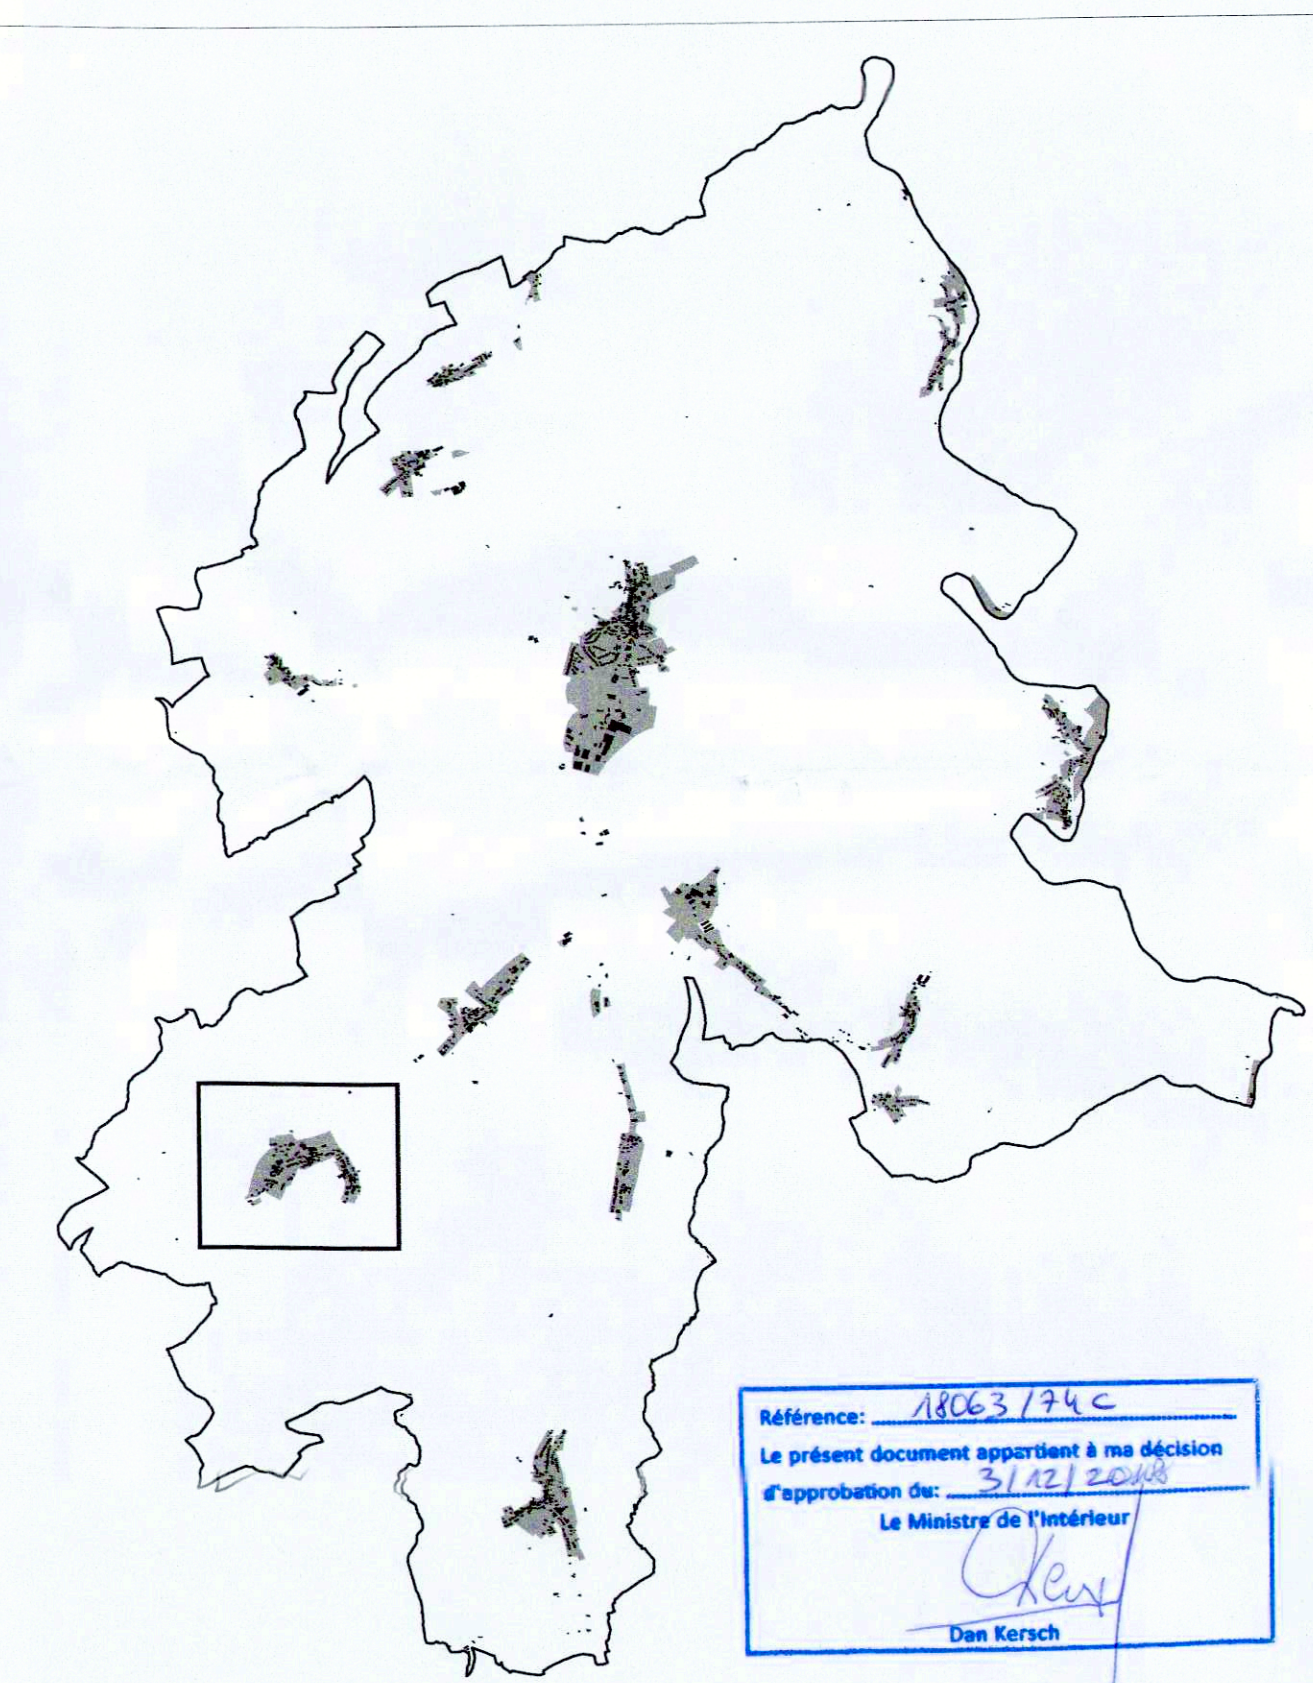 Référence: 18063/74C
Le présent document appartient à ma décision
d'approbation du: 3/12/2018
Le Ministre de l'Intérieur
Dan Kersch